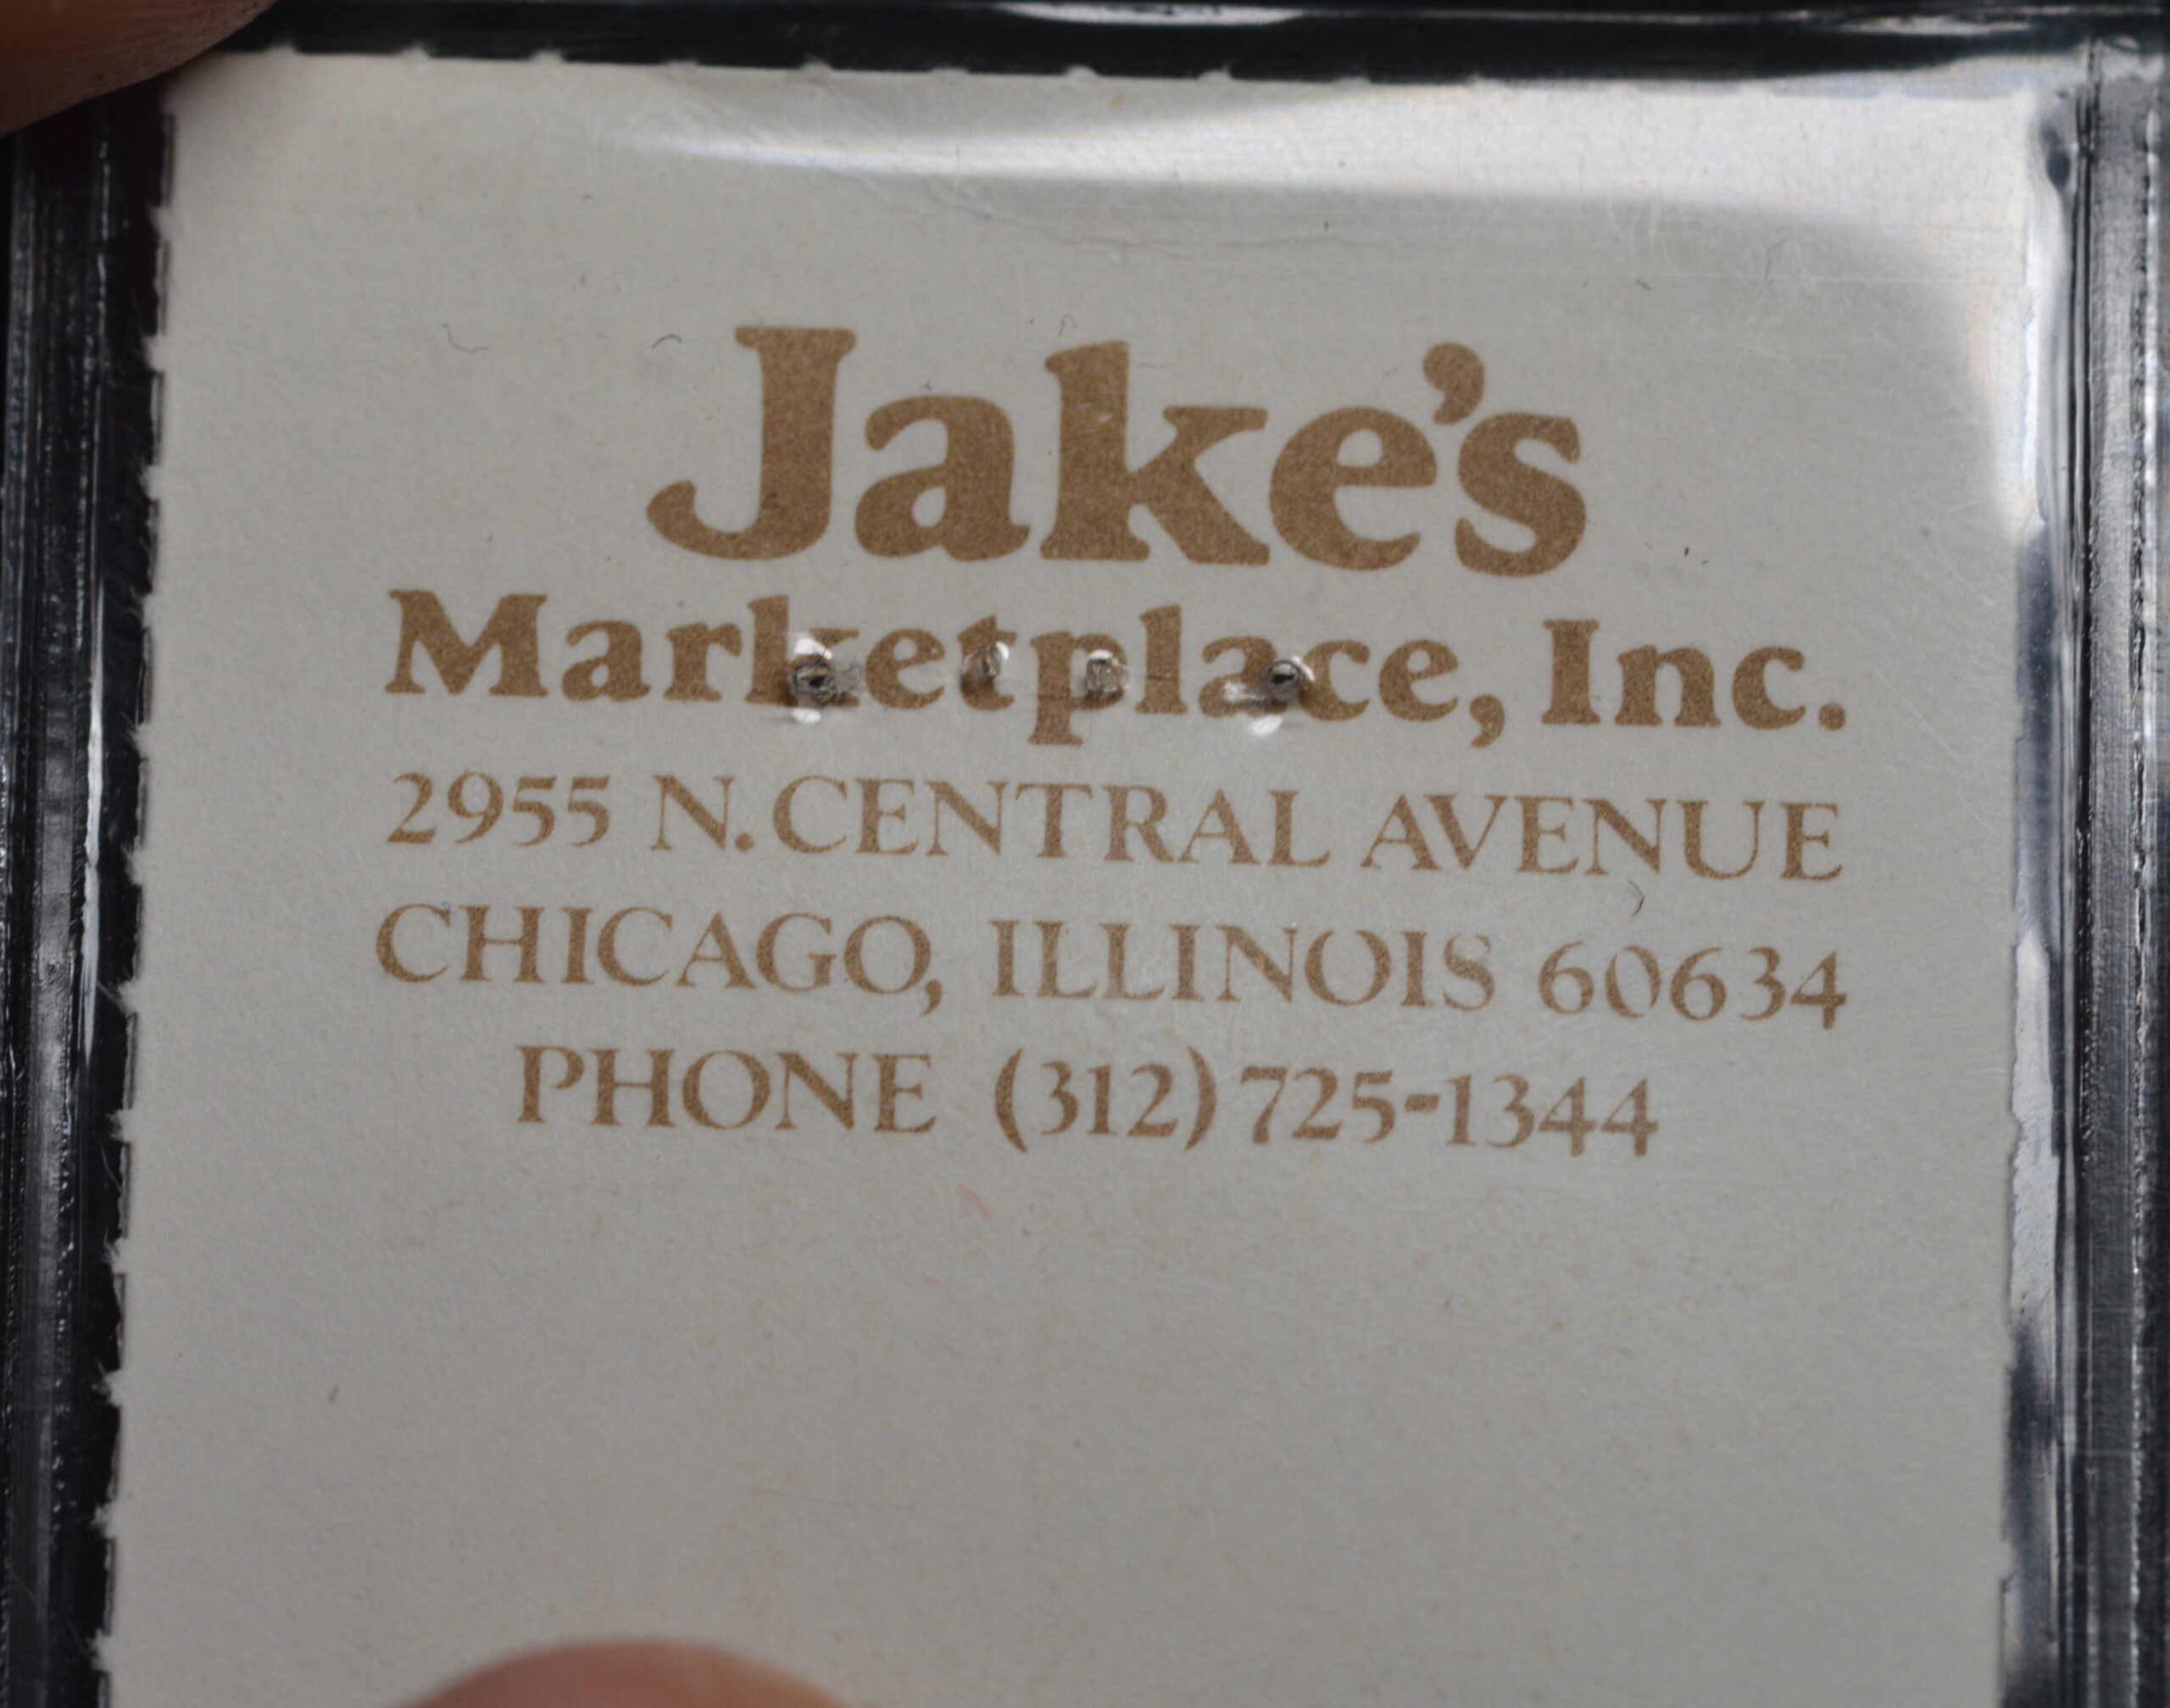 Jake's
Marketplace, Inc.
2955 N. CENTRAL AVENUE
CHICAGO, ILLINOIS 60634
PHONE (312) 725-1344